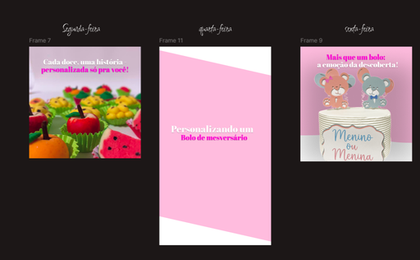 Segunda-feira
Frame 7
Cada doce, uma história
personalizada só pra você!
quarta-feira
Frame 11
Personalizando um
Bolo de mesversário
sexta-feira
Frame 9
Mais que um bolo:
a emoção da descoberta!
Menino
ou
Menina